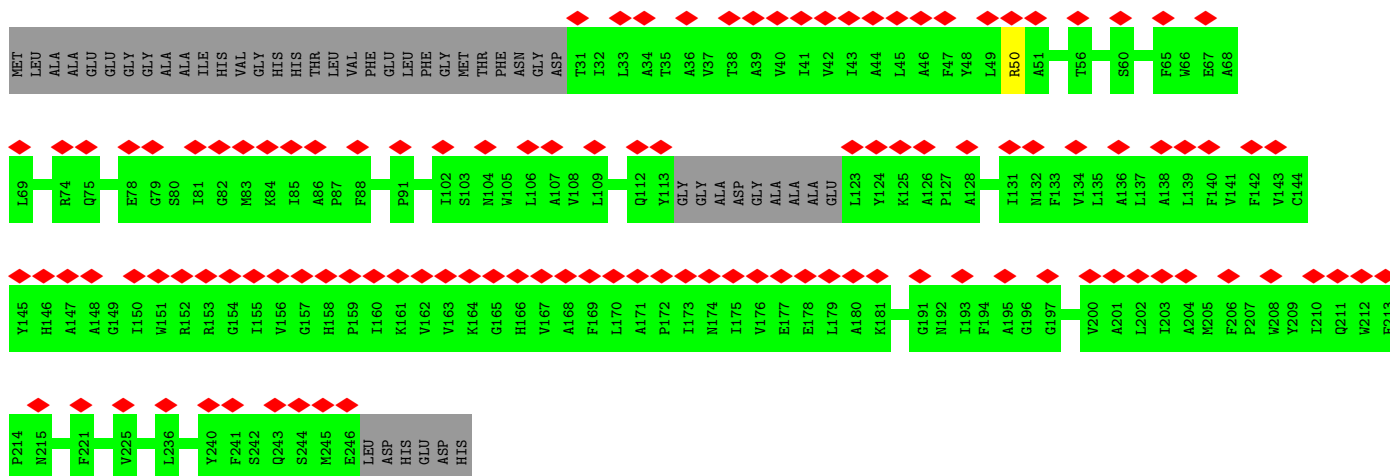 MET LEU ALA ALA GLU GLU GLY GLY ALA ALA ILE HIS VAL GLY HIS HIS THR LEU VAL PHE GLU LEU PHE GLY MET THR PHE ASN GLY ASP T31 I32 L33 A34 T35 A36 V37 T38 A39 V40 I41 V42 I43 A44 L45 A46 F47 Y48 L49 R50 A51 T56 S60 F65 W66 E67 A68
L69 R74 Q75 E78 G79 S80 I81 G82 M83 K84 I85 A86 P87 F88 P91 I102 S103 N104 W105 L106 A107 V108 L109 Q112 Y113 GLY GLY ALA ASP GLY ALA ALA ALA GLU L123 Y124 K125 A126 P127 A128 I131 N132 F133 V134 L135 A136 L137 A138 L139 F140 V141 F142 V143 C144
Y145 H146 A147 A148 G149 I150 W151 R152 R153 G154 I155 V156 G157 H158 P159 I160 K161 V162 V163 K164 G165 H166 V167 A168 F169 L170 A171 P172 I173 N174 I175 V176 E177 E178 L179 A180 K181 G191 N192 I193 F194 A195 G196 G197 V200 A201 L202 I203 A204 M205 F206 P207 W208 Y209 I210 Q211 W212
P214 N215 F221 V225 L236 Y240 F241 S242 Q243 S244 M245 E246 LEU ASP HIS GLU ASP HIS